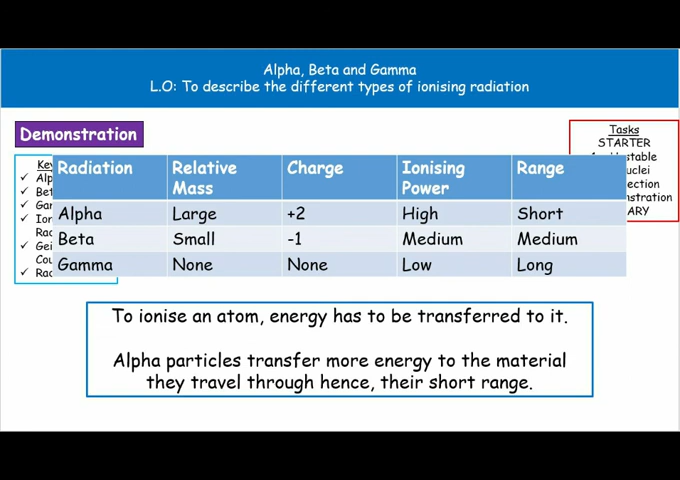 Alpha, Beta and Gamma
L.O: To describe the different types of ionising radiation
Demonstration
Tasks
STARTER
Radiation Relative Mass Charge Ionising Power Range
Alpha Large +2 High Short
Beta Small -1 Medium Medium
Gamma None None Low Long
To ionise an atom, energy has to be transferred to it.
Alpha particles transfer more energy to the material
they travel through hence, their short range.